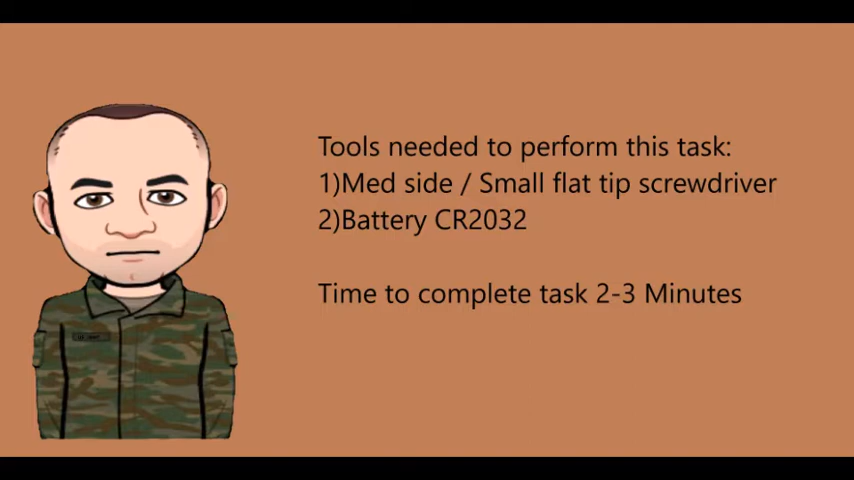 Tools needed to perform this task:
1)Med side / Small flat tip screwdriver
2)Battery CR2032
Time to complete task 2-3 Minutes